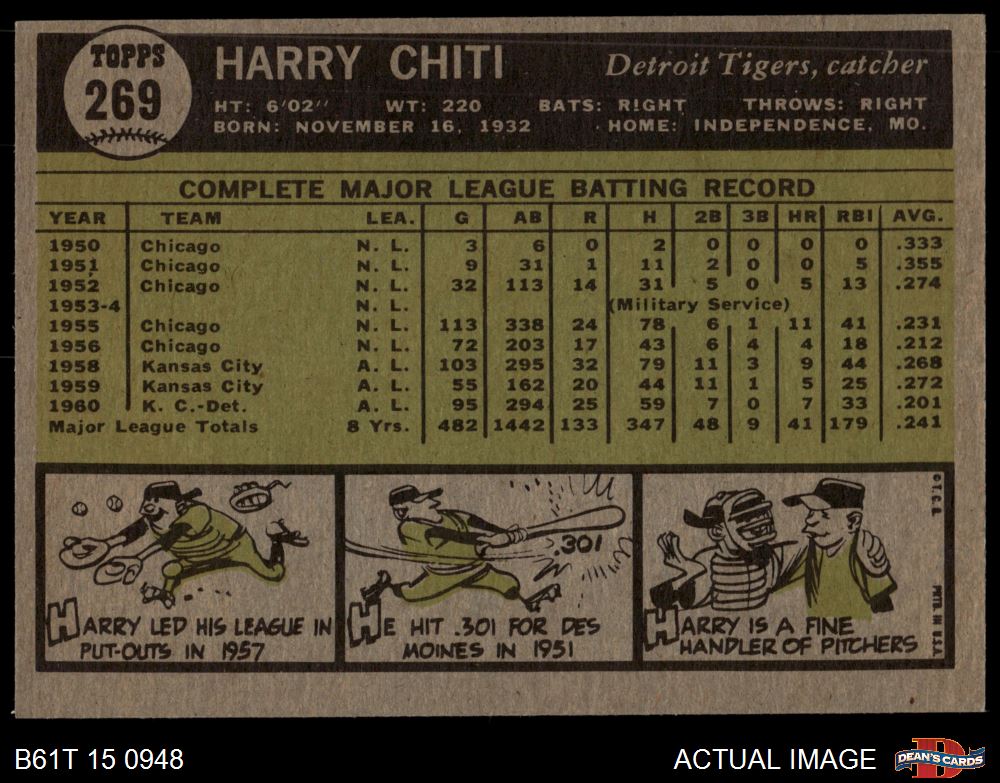 TOPPS
269
HARRY CHITI
Detroit Tigers, catcher
HT: 6'02" WT: 220 BATS: RIGHT THROWS: RIGHT
BORN: NOVEMBER 16, 1932 · HOME: INDEPENDENCE, MO.
COMPLETE MAJOR LEAGUE BATTING RECORD
YEAR TEAM LEA. G AB R H 2B 3B HR RBI AVG.
1950 Chicago N. L. 3 6 0 2 0 0 0 0 .333
1951 Chicago N. L. 9 31 1 11 2 0 0 5 .355
1952 Chicago N. L. 32 113 14 31 5 0 5 13 .274
1953-4 N. L. (Military Service)
1955 Chicago N. L. 113 338 24 78 6 1 11 41 .231
1956 Chicago N. L. 72 203 17 43 6 4 4 18 .212
1958 Kansas City A. L. 103 295 32 79 11 3 9 44 .268
1959 Kansas City A. L. 55 162 20 44 11 1 5 25 .272
1960 K. C.-Det. A. L. 95 294 25 59 7 0 7 33 .201
Major League Totals 8 Yrs. 482 1442 133 347 48 9 41 179 .241
HARRY LED HIS LEAGUE IN
PUT-OUTS IN 1957
.301
HE HIT .301 FOR DES
MOINES IN 1951
HARRY IS A FINE
HANDLER OF PITCHERS
© T.C.G.
PTD. IN U.S.A.
B61T 15 0948
ACTUAL IMAGE
D
DEAN'S CARDS